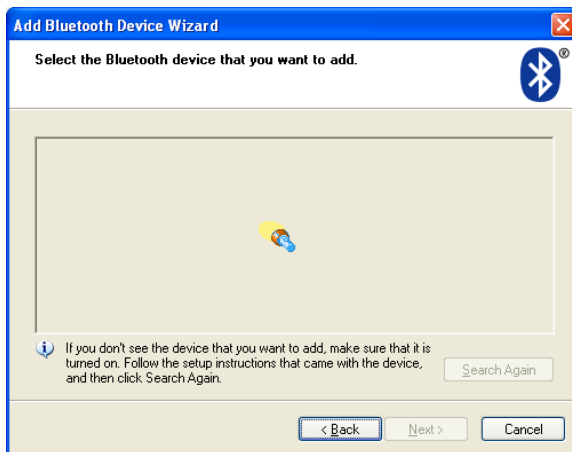 Add Bluetooth Device Wizard
Select the Bluetooth device that you want to add.
®
If you don't see the device that you want to add, make sure that it is
turned on. Follow the setup instructions that came with the device,
and then click Search Again.
Search Again
< Back
Next >
Cancel